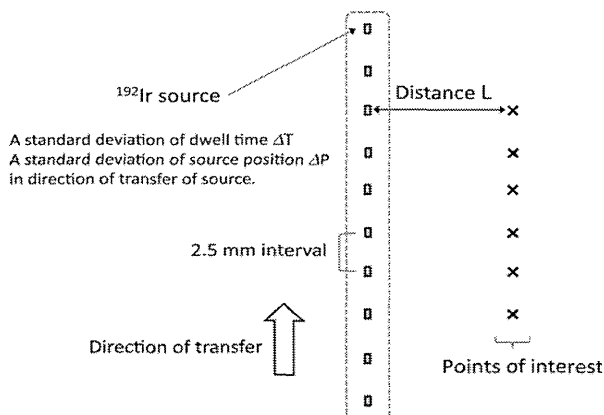 ¹⁹²Ir source
Distance L
A standard deviation of dwell time ΔT
A standard deviation of source position ΔP
in direction of transfer of source.
2.5 mm interval
Direction of transfer
Points of interest